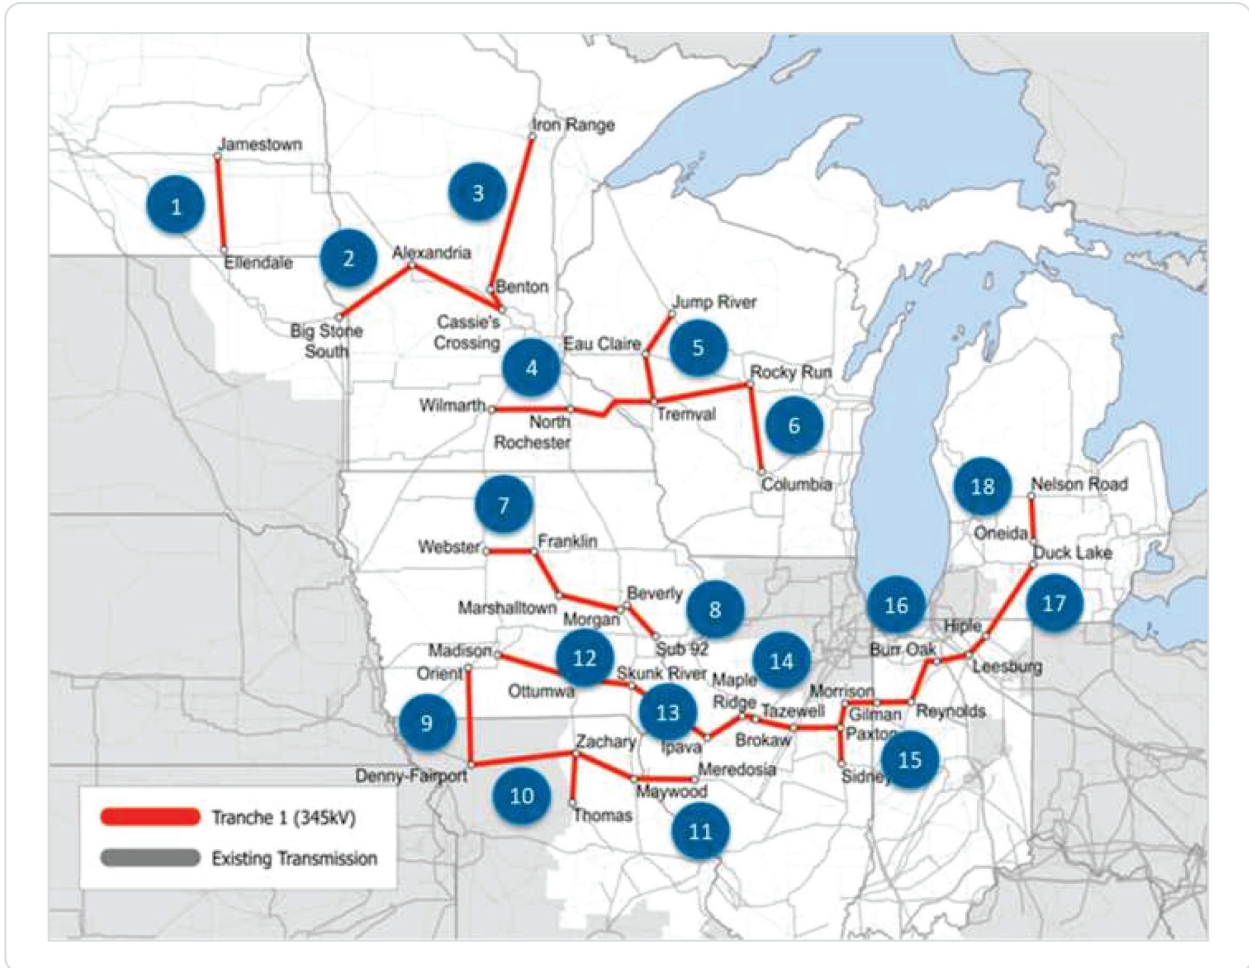 Iron Range
Jamestown
3
1
Alexandria
2
Ellendale
Benton
Jump River
Big Stone
South
Cassie's
Crossing
Eau Claire
5
4
Rocky Run
Wilmarth
North
Rochester
Tremval
6
Columbia
18
Nelson Road
7
Oneida
Webster
Franklin
Duck Lake
Beverly
Marshalltown
Morgan
8
16
17
Hiple
Madison
12
Sub 92
14
Burr Oak
Orient
Skunk River
Leesburg
Ottumwa
Maple
Ridge
Morrison
9
13
Tazewell
Gilman
Reynolds
Zachary
Ipava
Brokaw
Paxton
15
Denny-Fairport
Meredosia
Sidney
10
Maywood
Thomas
11
Tranche 1 (345kV)
Existing Transmission